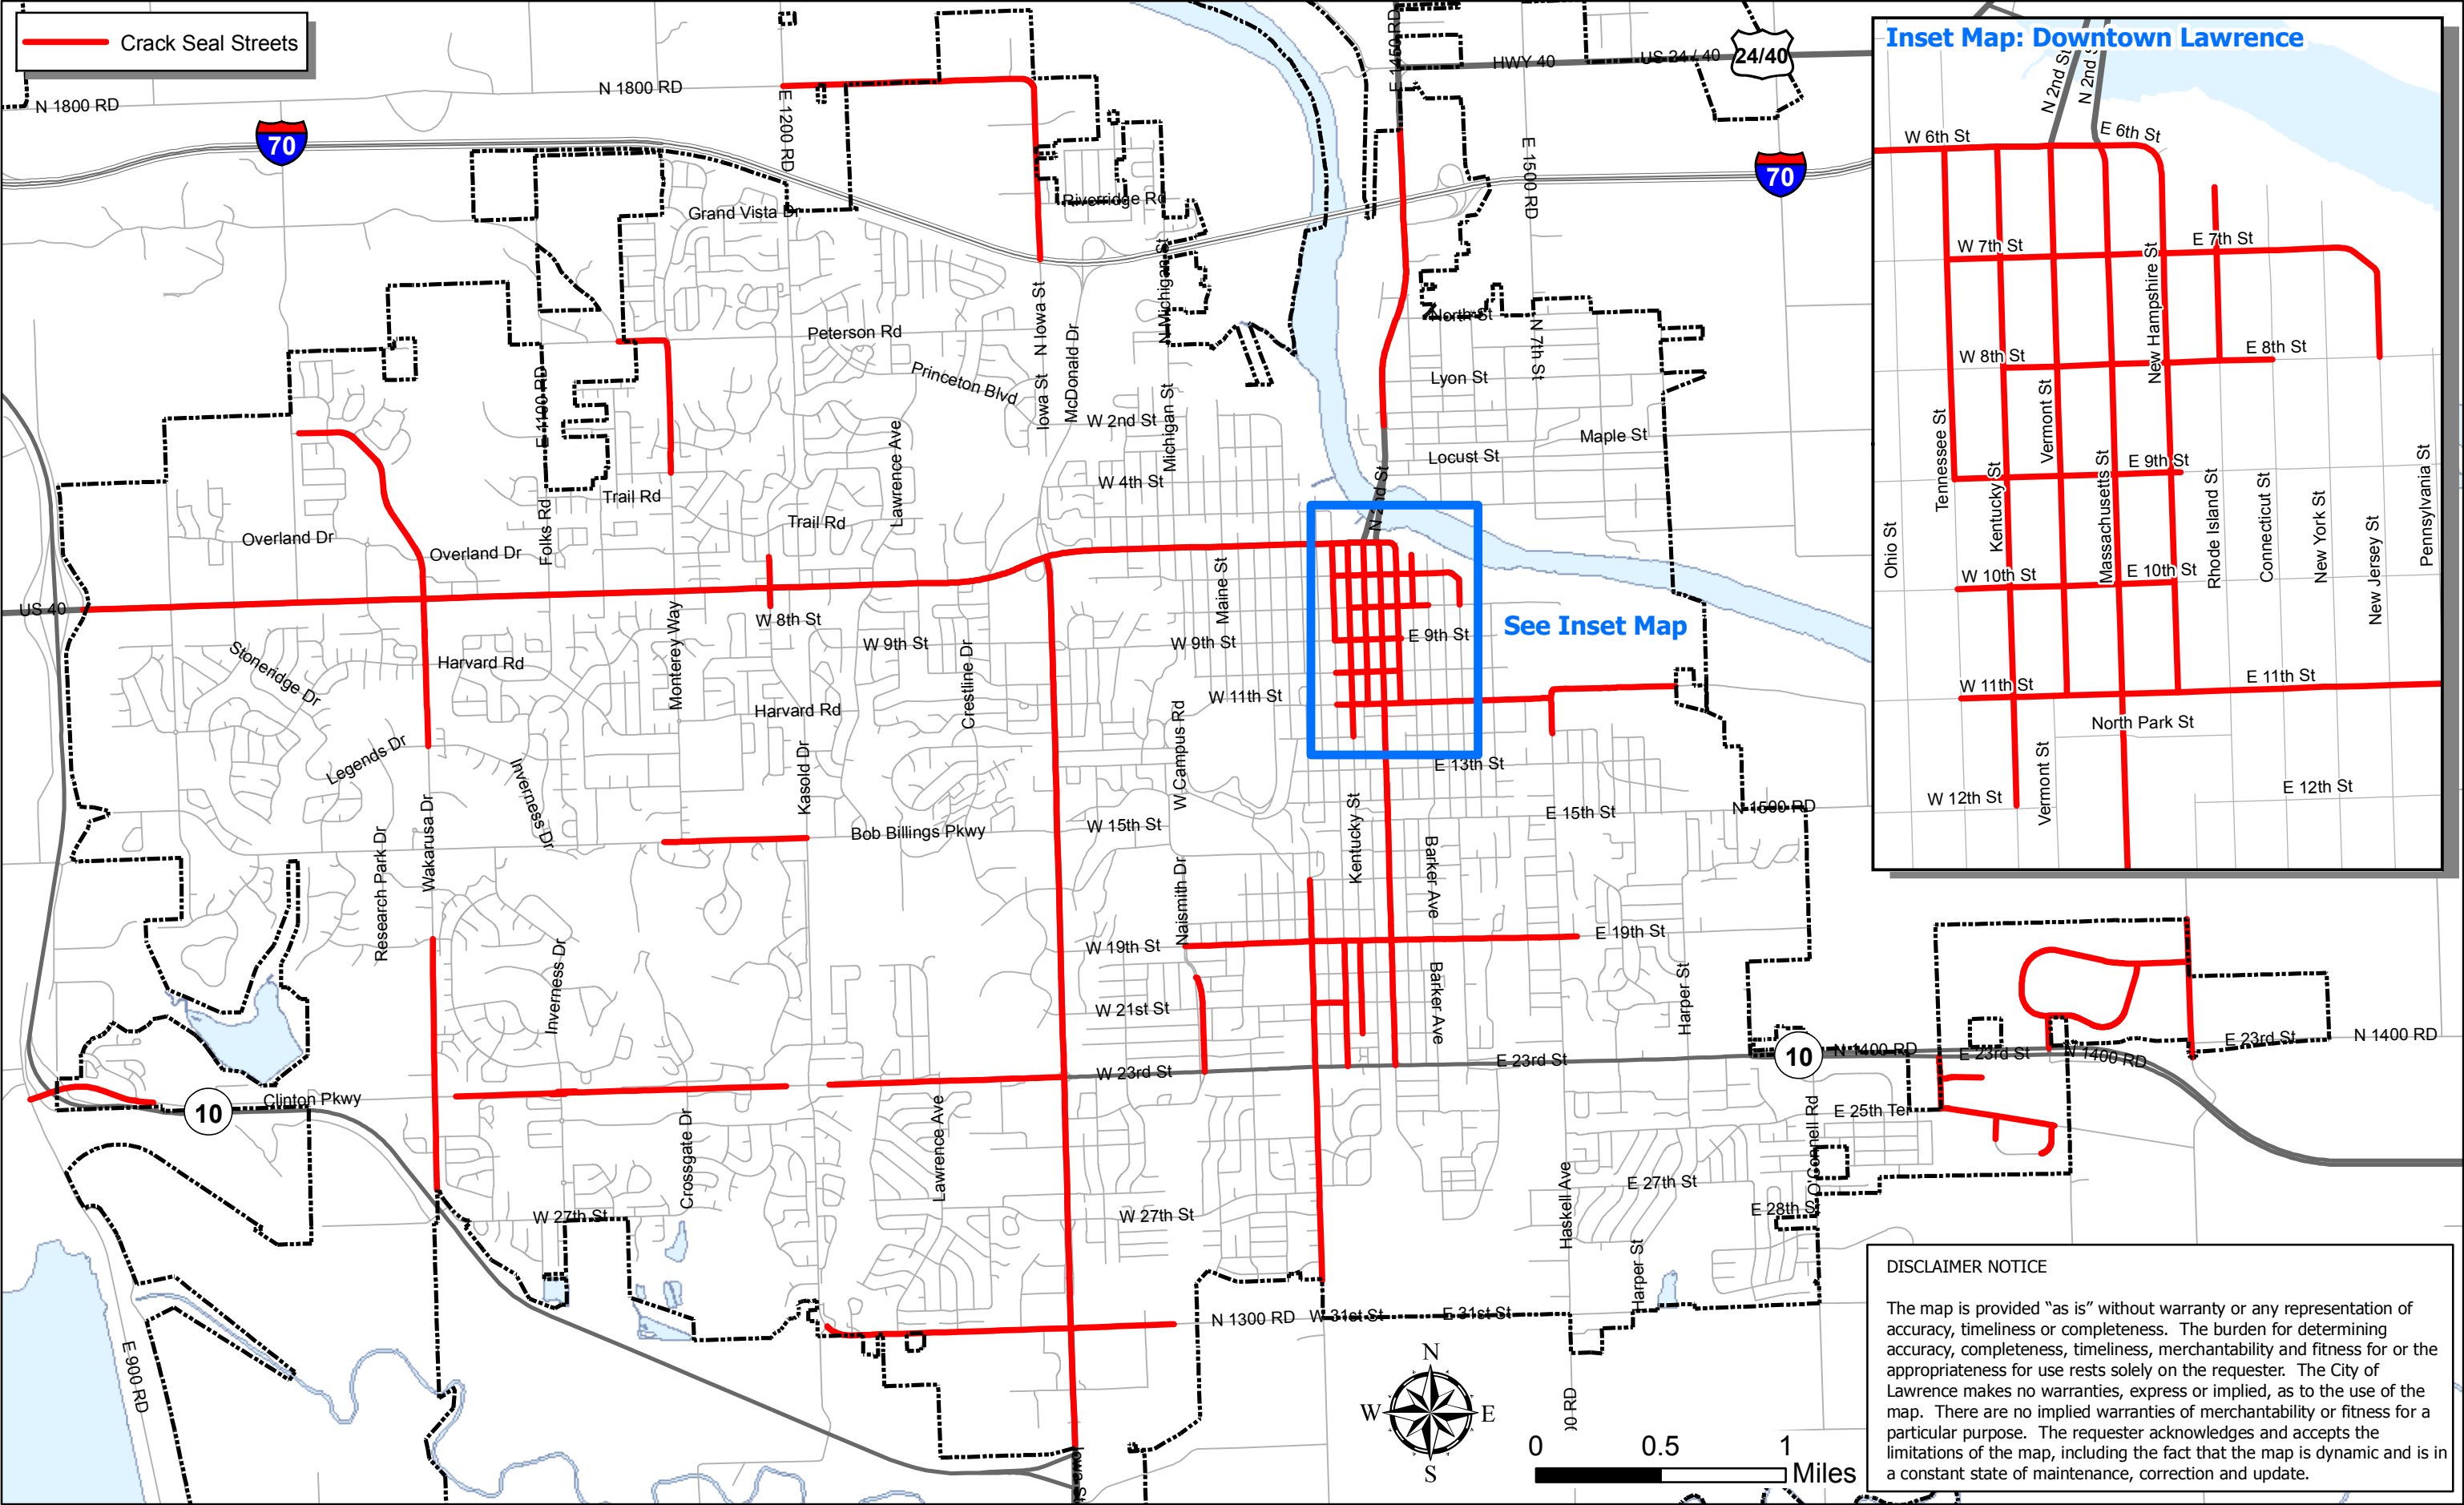 Crack Seal Streets
Inset Map: Downtown Lawrence
N 2nd St
N 2nd S
W 6th St
E 6th St
W 7th St
E 7th St
New Hampshire St
W 8th St
E 8th St
Tennessee St
Vermont St
Kentucky St
Massachusetts St
E 9th St
Rhode Island St
Connecticut St
New York St
New Jersey St
Pennsylvania St
Ohio St
W 10th St
E 10th St
W 11th St
E 11th St
North Park St
Vermont St
W 12th St
E 12th St
N 1800 RD
N 1800 RD
E 1200 RD
70
E 1450 RD
HWY 40
US 24 / 40
24/40
E 1500 RD
70
Grand Vista Dr
Riverridge Rd
N Michigan St
N Iowa St
Peterson Rd
Princeton Blvd
Iowa St
McDonald Dr
Michigan St
W 2nd St
North St
N 7th St
Lyon St
Maple St
Locust St
E 1100 RD
Lawrence Ave
W 4th St
N 2nd St
Trail Rd
Trail Rd
Folks Rd
Overland Dr
Overland Dr
US 40
Maine St
See Inset Map
Monterey Way
W 8th St
W 9th St
W 9th St
E 9th St
Stoneridge Dr
Harvard Rd
Harvard Rd
Crestline Dr
W 11th St
W Campus Rd
Legends Dr
Inverness Dr
Kasold Dr
E 13th St
Wakarusa Dr
Research Park Dr
Bob Billings Pkwy
W 15th St
Kentucky St
Barker Ave
E 15th St
N 1500 RD
Naismith Dr
W 19th St
E 19th St
Inverness Dr
W 21st St
Barker Ave
Harper St
W 23rd St
E 23rd St
10
N 1400 RD
E 23rd St
N 1400 RD
E 23rd St
N 1400 RD
10
Clinton Pkwy
Crossgate Dr
Lawrence Ave
E 25th Ter
O'Connell Rd
W 27th St
W 27th St
Haskell Ave
E 27th St
E 28th S
Harper St
E 900 RD
N 1300 RD
W 31st St
E 31st St
Iowa St
00 RD
N
W
E
S
0
0.5
1
Miles
DISCLAIMER NOTICE
The map is provided “as is” without warranty or any representation of
accuracy, timeliness or completeness. The burden for determining
accuracy, completeness, timeliness, merchantability and fitness for or the
appropriateness for use rests solely on the requester. The City of
Lawrence makes no warranties, express or implied, as to the use of the
map. There are no implied warranties of merchantability or fitness for a
particular purpose. The requester acknowledges and accepts the
limitations of the map, including the fact that the map is dynamic and is in
a constant state of maintenance, correction and update.